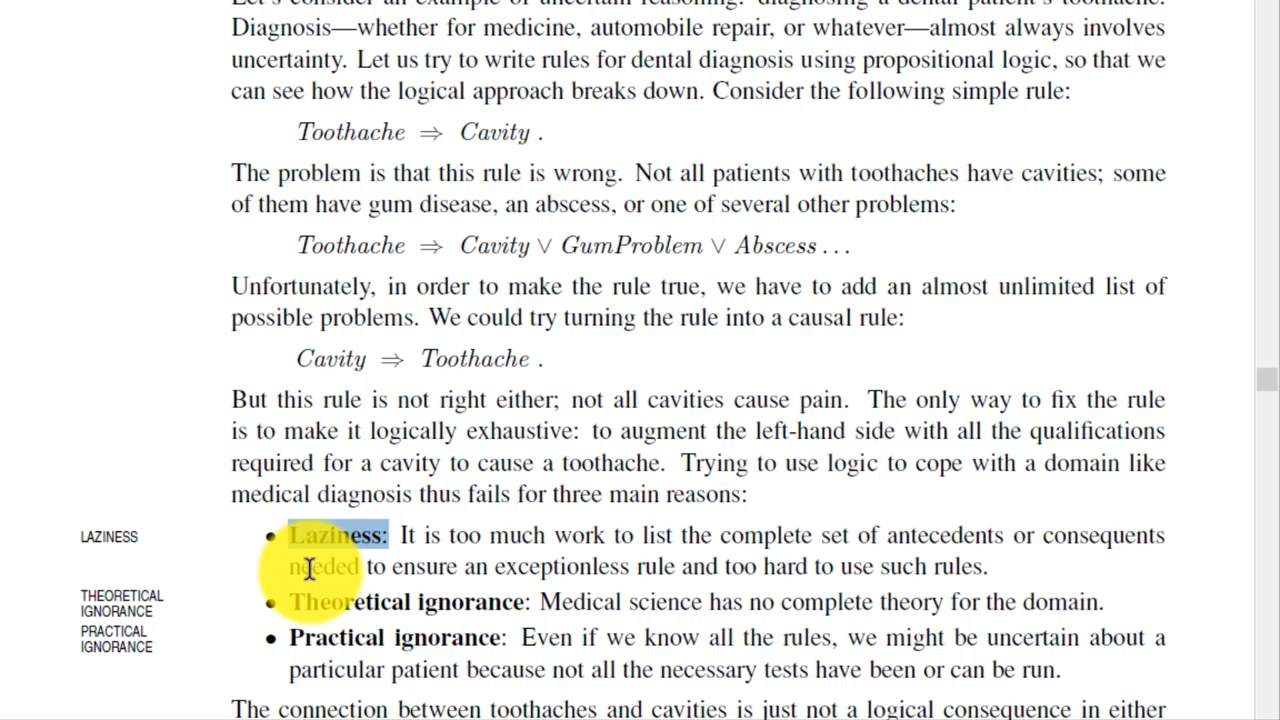 Let's consider an example of uncertain reasoning: diagnosing a dental patient's toothache.
Diagnosis—whether for medicine, automobile repair, or whatever—almost always involves
uncertainty. Let us try to write rules for dental diagnosis using propositional logic, so that we
can see how the logical approach breaks down. Consider the following simple rule:
Toothache ⇒ Cavity .
The problem is that this rule is wrong. Not all patients with toothaches have cavities; some
of them have gum disease, an abscess, or one of several other problems:
Toothache ⇒ Cavity ∨ GumProblem ∨ Abscess . . .
Unfortunately, in order to make the rule true, we have to add an almost unlimited list of
possible problems. We could try turning the rule into a causal rule:
Cavity ⇒ Toothache .
But this rule is not right either; not all cavities cause pain. The only way to fix the rule
is to make it logically exhaustive: to augment the left-hand side with all the qualifications
required for a cavity to cause a toothache. Trying to use logic to cope with a domain like
medical diagnosis thus fails for three main reasons:
LAZINESS
• Laziness: It is too much work to list the complete set of antecedents or consequents
needed to ensure an exceptionless rule and too hard to use such rules.
THEORETICAL
IGNORANCE
• Theoretical ignorance: Medical science has no complete theory for the domain.
PRACTICAL
IGNORANCE
• Practical ignorance: Even if we know all the rules, we might be uncertain about a
particular patient because not all the necessary tests have been or can be run.
The connection between toothaches and cavities is just not a logical consequence in either